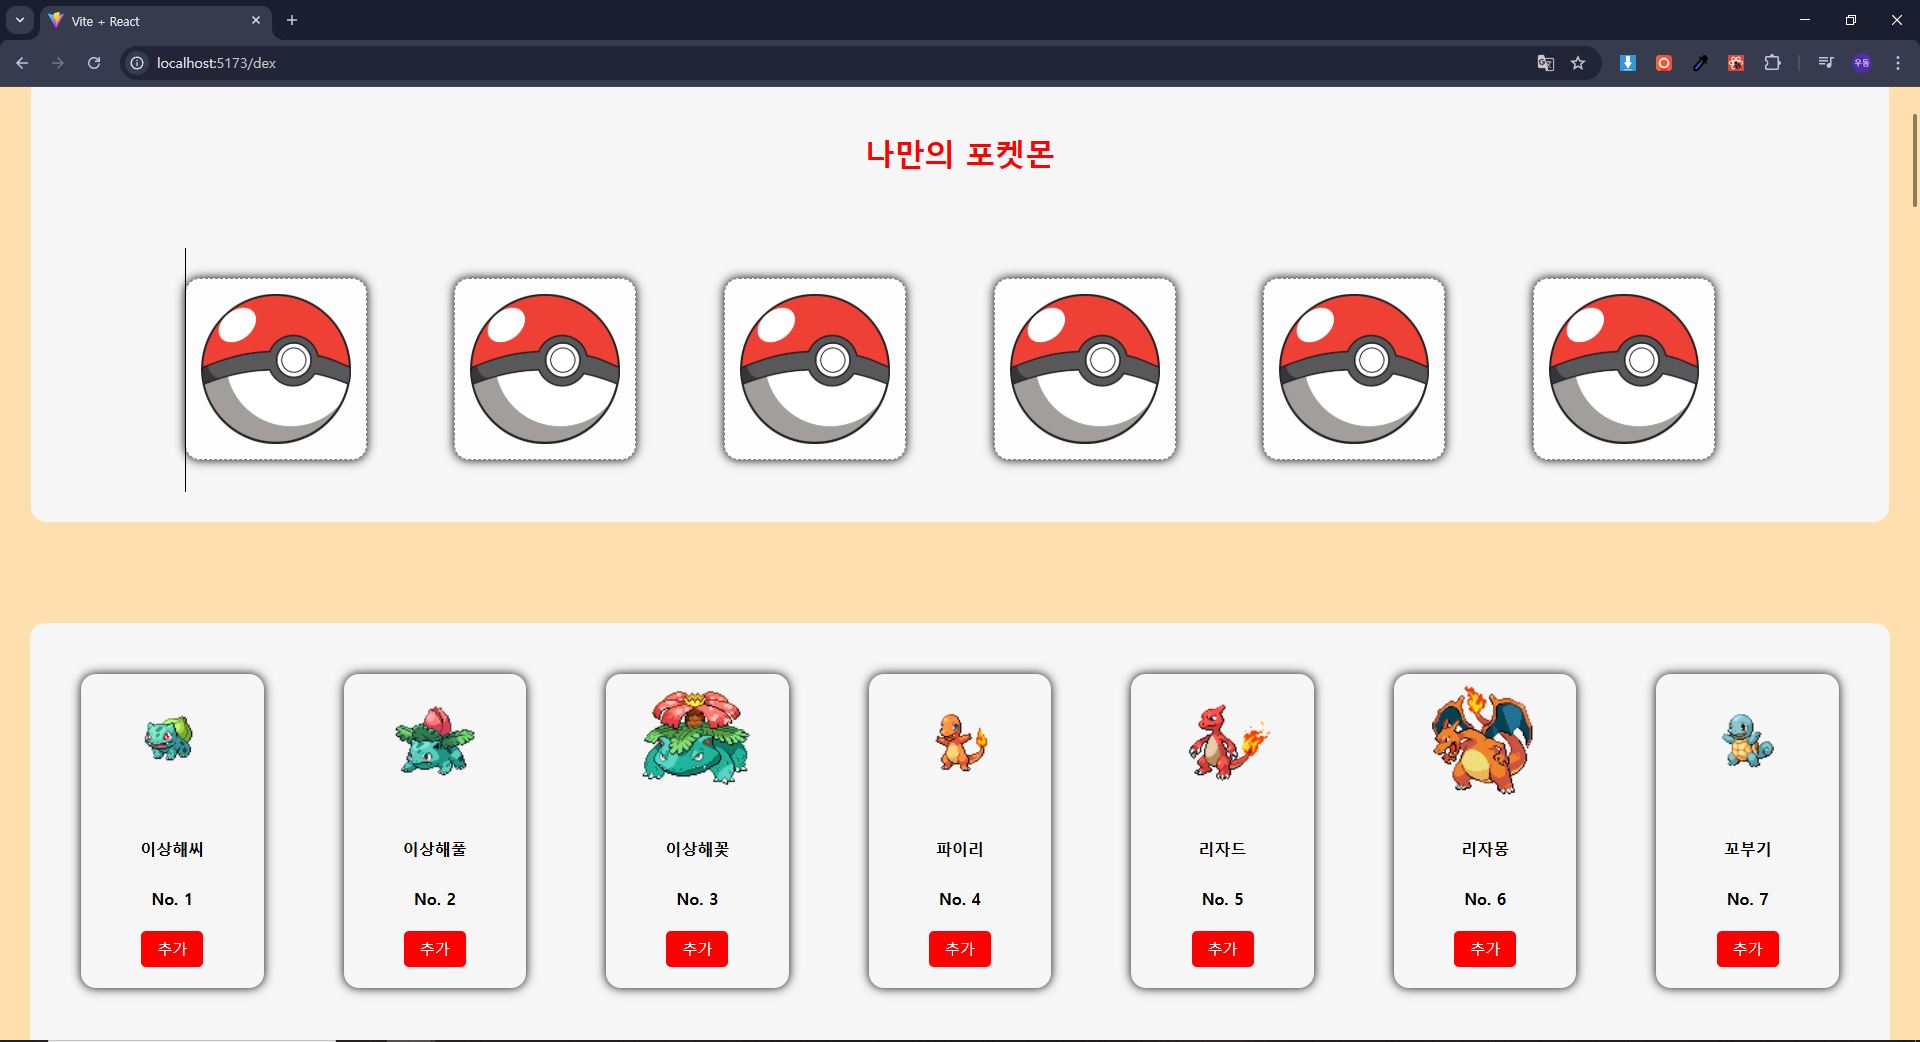 Vite + React
localhost:5173/dex
우동
나만의 포켓몬
이상해씨
이상해풀
이상해꽃
파이리
리자드
리자몽
꼬부기
No. 1
No. 2
No. 3
No. 4
No. 5
No. 6
No. 7
추가
추가
추가
추가
추가
추가
추가